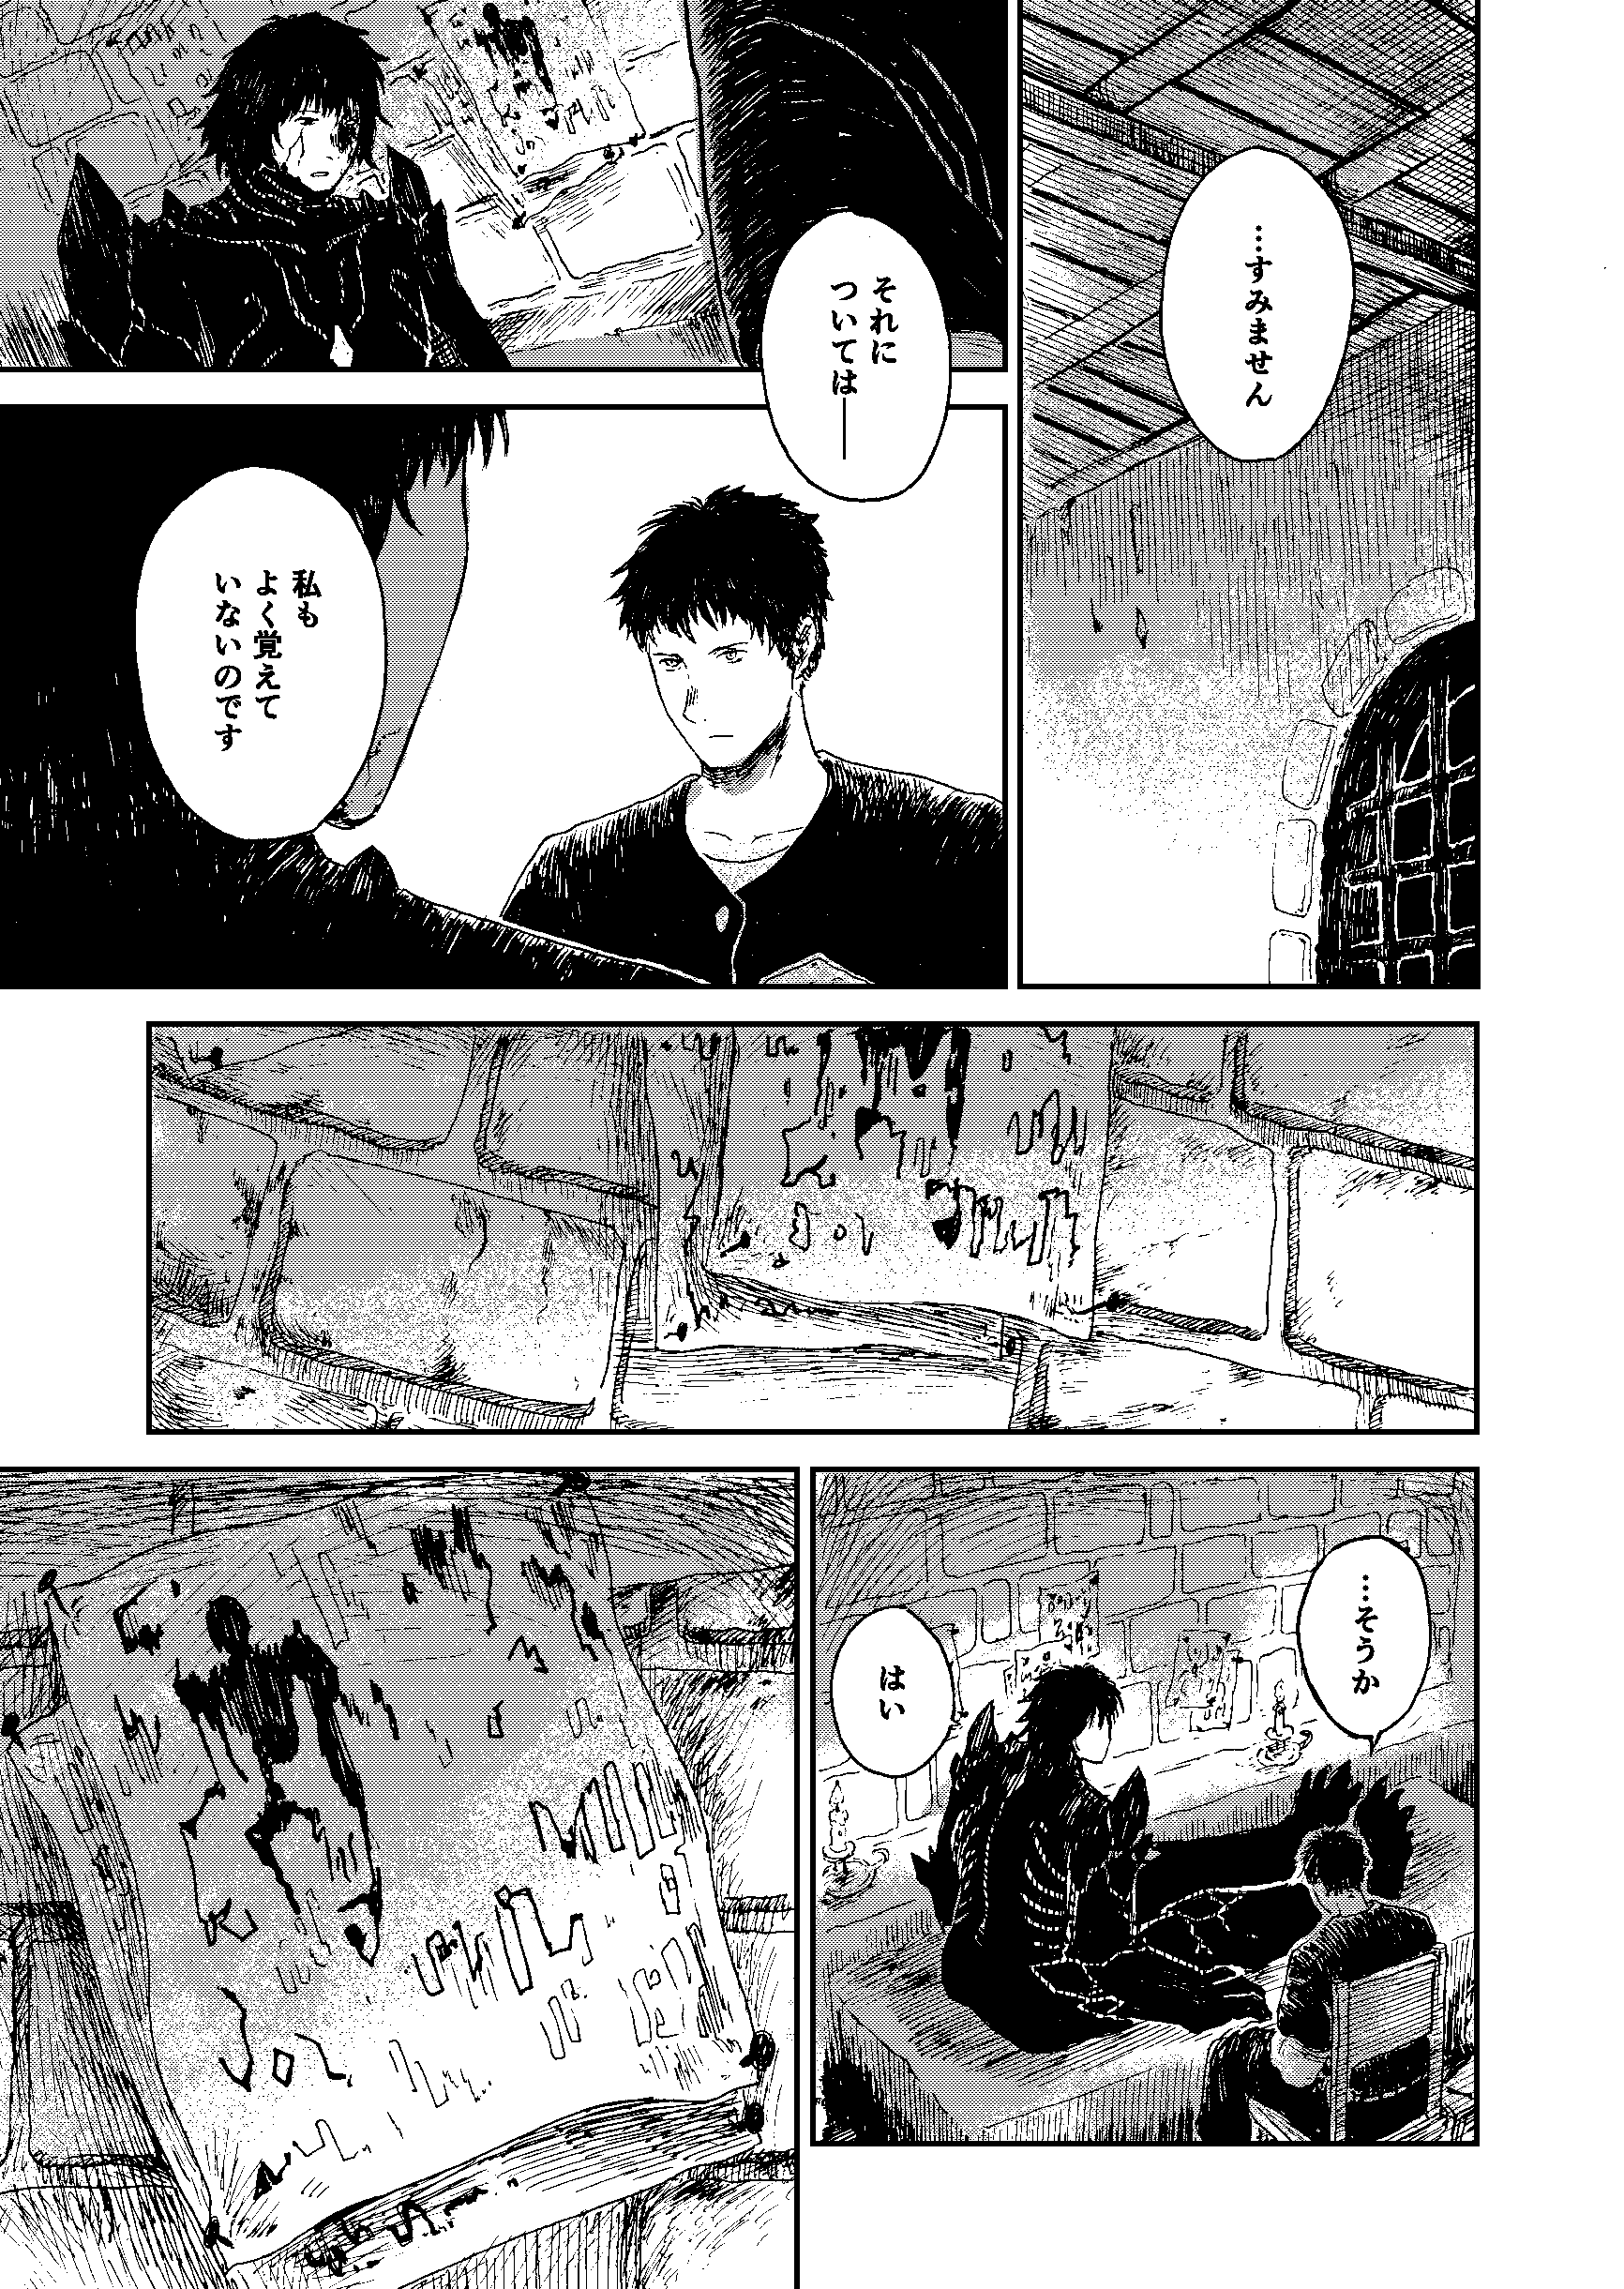 …すみません
それに
ついては――
私も
よく覚えて
いないのです
…そうか
はい